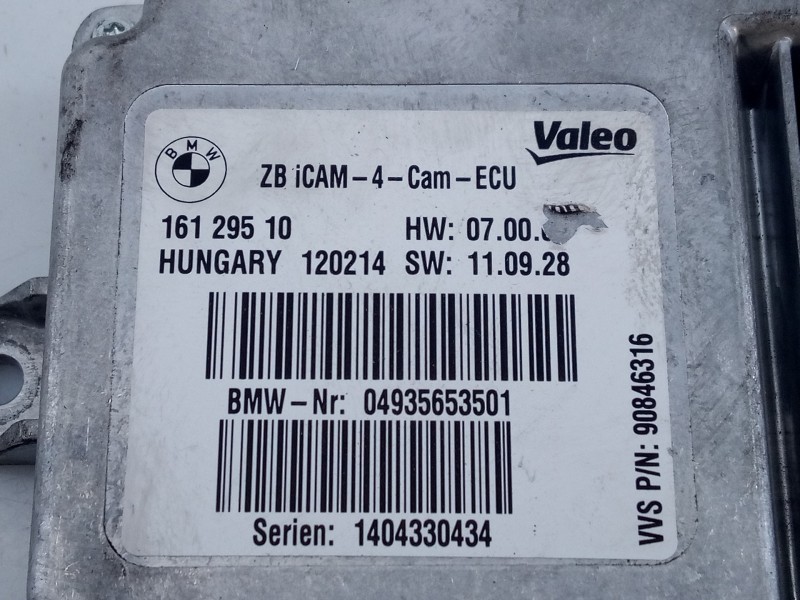 BMW
Valeo
ZB iCAM-4-Cam-ECU
161 295 10 HW: 07.00.
HUNGARY 120214 SW: 11.09.28
BMW-Nr: 04935653501
Serien: 1404330434
VVS P/N: 90846316